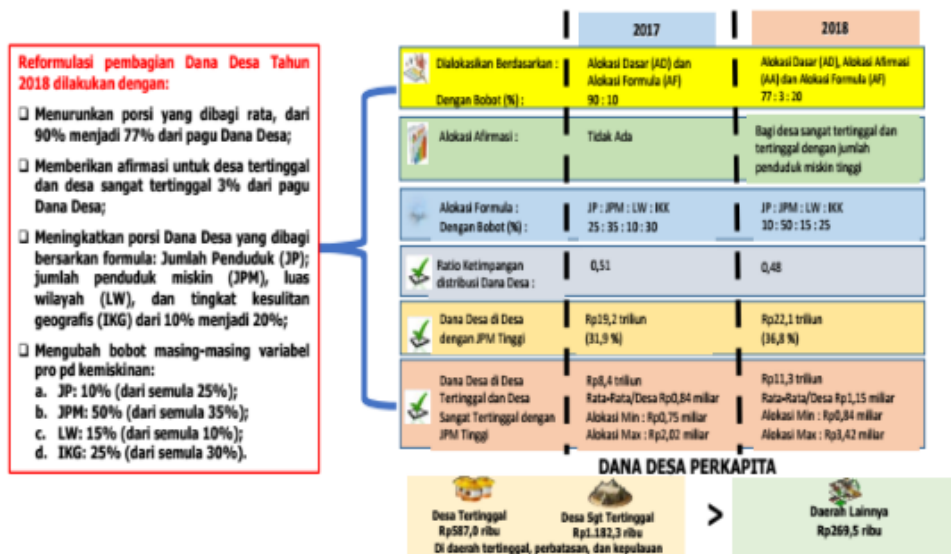 Reformulasi pembagian Dana Desa Tahun
2018 dilakukan dengan:
❑ Menurunkan porsi yang dibagi rata, dari
90% menjadi 77% dari pagu Dana Desa;
❑ Memberikan afirmasi untuk desa tertinggal
dan desa sangat tertinggal 3% dari pagu
Dana Desa;
❑ Meningkatkan porsi Dana Desa yang dibagi
bersarkan formula: Jumlah Penduduk (JP);
jumlah penduduk miskin (JPM), luas
wilayah (LW), dan tingkat kesulitan
geografis (IKG) dari 10% menjadi 20%;
❑ Mengubah bobot masing-masing variabel
pro pd kemiskinan:
a. JP: 10% (dari semula 25%);
b. JPM: 50% (dari semula 35%);
c. LW: 15% (dari semula 10%);
d. IKG: 25% (dari semula 30%).
2017
2018
Dialokasikan Berdasarkan :
Dengan Bobot (%) :
Alokasi Dasar (AD) dan
Alokasi Formula (AF)
90 : 10
Alokasi Dasar (AD), Alokasi Afirmasi
(AA) dan Alokasi Formula (AF)
77 : 3 : 20
Alokasi Afirmasi :
Tidak Ada
Bagi desa sangat tertinggal dan
tertinggal dengan jumlah
penduduk miskin tinggi
Alokasi Formula :
Dengan Bobot (%) :
JP : JPM : LW : IKK
25 : 35 : 10 : 30
JP : JPM : LW : IKK
10 : 50 : 15 : 25
Ratio Ketimpangan
distribusi Dana Desa :
0,51
0,48
Dana Desa di Desa
dengan JPM Tinggi
Rp19,2 triliun
(31,9 %)
Rp22,1 triliun
(36,8 %)
Dana Desa di Desa
Tertinggal dan Desa
Sangat Tertinggal dengan
JPM Tinggi
Rp8,4 triliun
Rata-Rata/Desa Rp0,84 miliar
Alokasi Min : Rp0,75 miliar
Alokasi Max : Rp2,02 miliar
Rp11,3 triliun
Rata-Rata/Desa Rp1,15 miliar
Alokasi Min : Rp0,84 miliar
Alokasi Max : Rp3,42 miliar
DANA DESA PERKAPITA
Desa Tertinggal
Rp587,0 ribu
Desa Sgt Tertinggal
Rp1.182,3 ribu
Di daerah tertinggal, perbatasan, dan kepulauan
>
Daerah Lainnya
Rp269,5 ribu